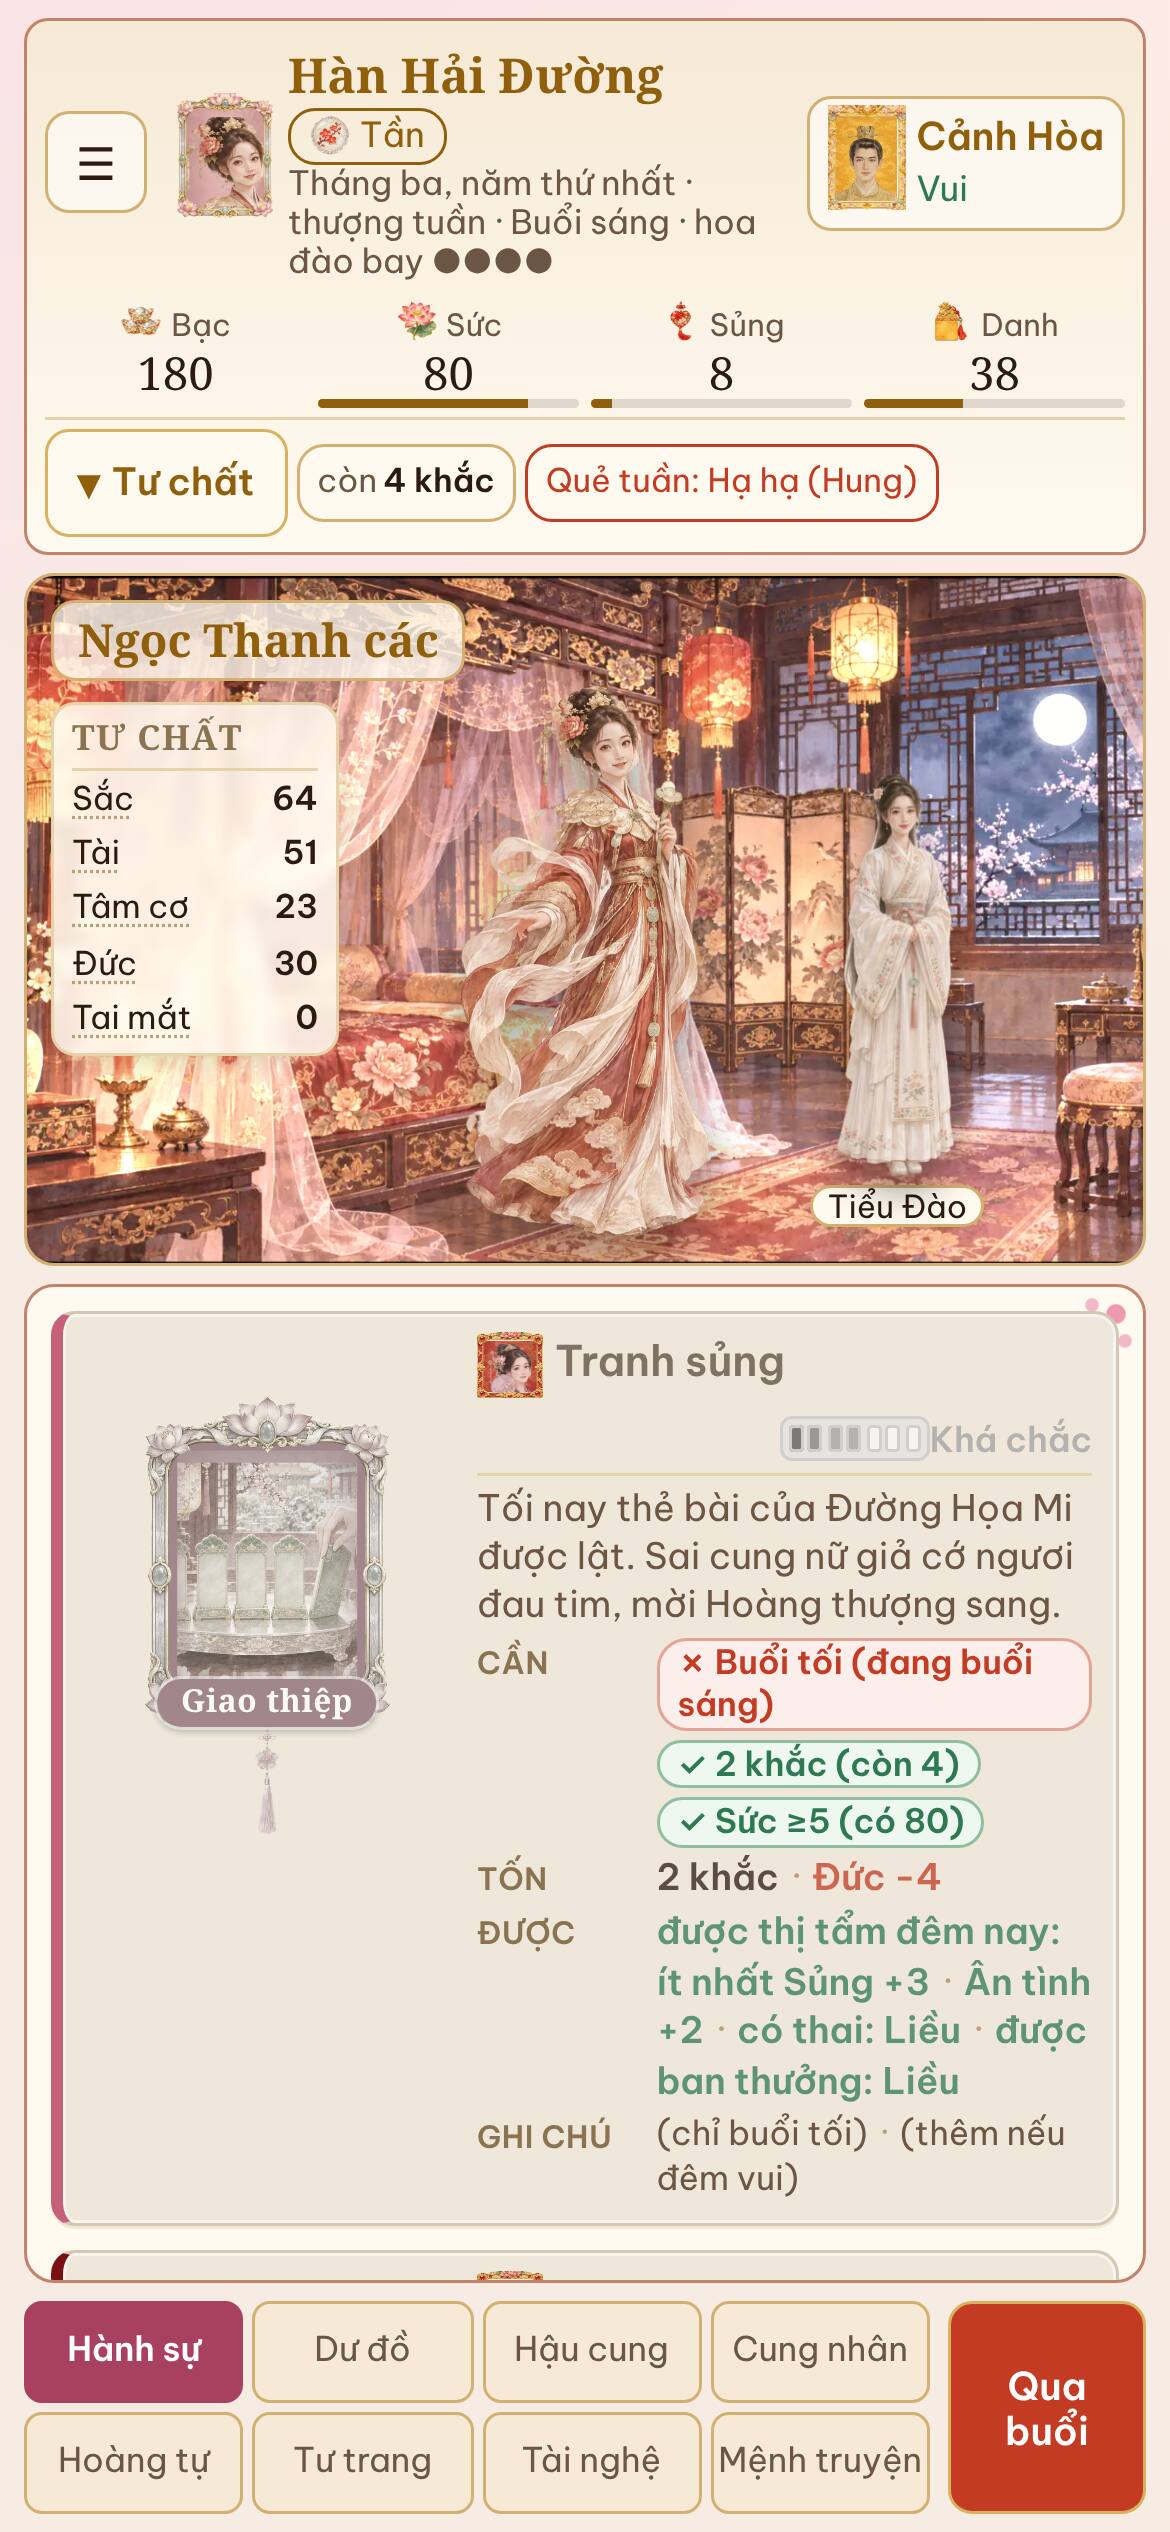 Hàn Hải Đường
Tần
Tháng ba, năm thứ nhất ·
thượng tuần · Buổi sáng · hoa
đào bay ●●●●
☰
Cảnh Hòa
Vui
Bạc
180
Sức
80
Sủng
8
Danh
38
▼ Tư chất
còn 4 khắc
Quẻ tuần: Hạ hạ (Hung)
Ngọc Thanh các
TƯ CHẤT
Sắc 64
Tài 51
Tâm cơ 23
Đức 30
Tai mắt 0
Tiểu Đào
Tranh sủng
Khá chắc
Giao thiệp
Tối nay thẻ bài của Đường Họa Mi
được lật. Sai cung nữ giả cớ ngươi
đau tim, mời Hoàng thượng sang.
CẦN
× Buổi tối (đang buổi
sáng)
✓ 2 khắc (còn 4)
✓ Sức ≥5 (có 80)
TỐN
2 khắc · Đức −4
ĐƯỢC
được thị tẩm đêm nay:
ít nhất Sủng +3 · Ân tình
+2 · có thai: Liều · được
ban thưởng: Liều
GHI CHÚ
(chỉ buổi tối) · (thêm nếu
đêm vui)
Hành sự
Dư đồ
Hậu cung
Cung nhân
Qua
buổi
Hoàng tự
Tư trang
Tài nghệ
Mệnh truyện